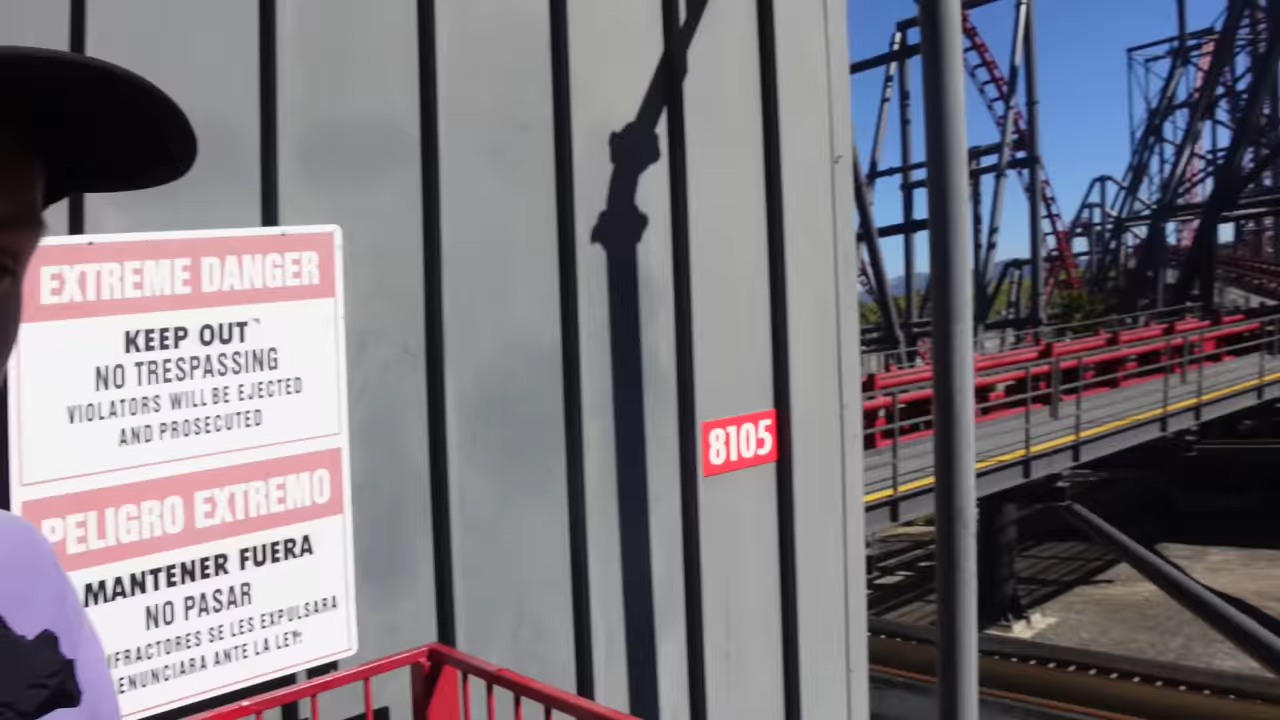 EXTREME DANGER
KEEP OUT
NO TRESPASSING
VIOLATORS WILL BE EJECTED
AND PROSECUTED
PELIGRO EXTREMO
MANTENER FUERA
NO PASAR
SE LES EXPULSARA
ANTE LA LEY.
8105